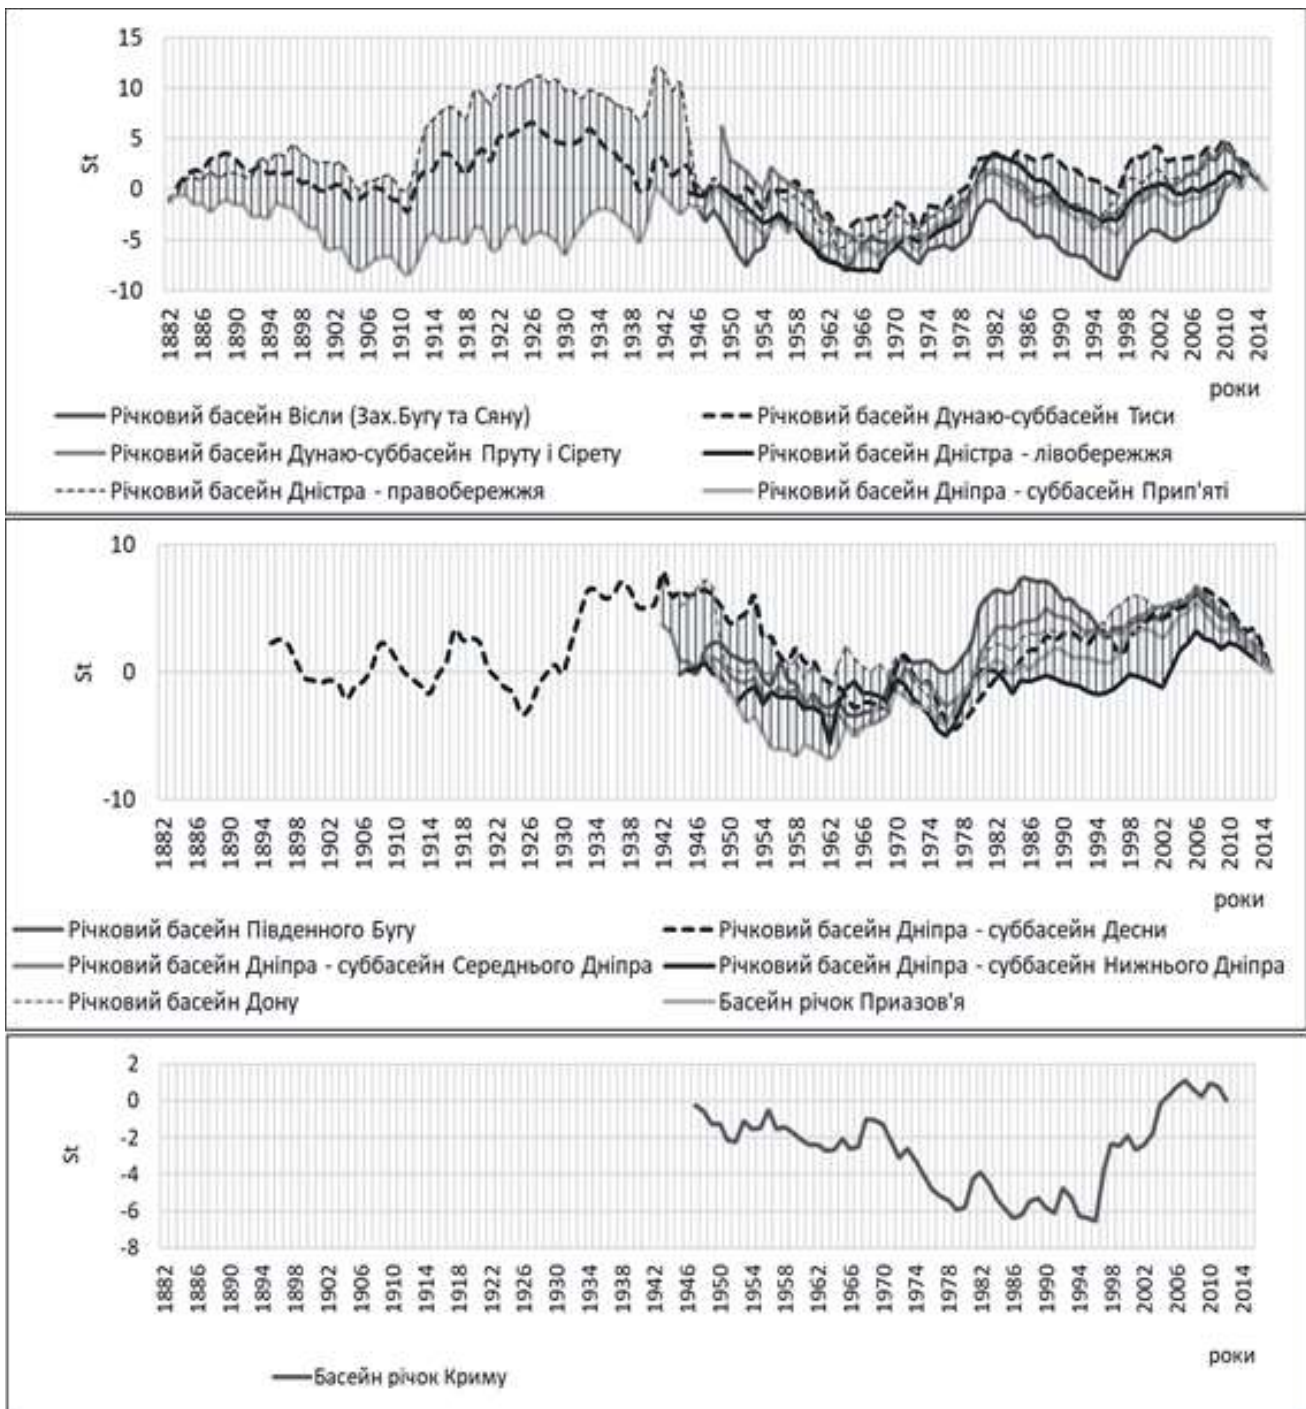 15
10
5
0
-5
-10
St
1882 1886 1890 1894 1898 1902 1906 1910 1914 1918 1922 1926 1930 1934 1938 1942 1946 1950 1954 1958 1962 1966 1970 1974 1978 1982 1986 1990 1994 1998 2002 2006 2010 2014
роки
Річковий басейн Вісли (Зах.Бугу та Сяну) Річковий басейн Дунаю-суббасейн Тиси
Річковий басейн Дунаю-суббасейн Пруту і Сірету Річковий басейн Дністра - лівобережжя
Річковий басейн Дністра - правобережжя Річковий басейн Дніпра - суббасейн Прип'яті
10
0
-10
St
1882 1886 1890 1894 1898 1902 1906 1910 1914 1918 1922 1926 1930 1934 1938 1942 1946 1950 1954 1958 1962 1966 1970 1974 1978 1982 1986 1990 1994 1998 2002 2006 2010 2014
роки
Річковий басейн Південного Бугу Річковий басейн Дніпра - суббасейн Десни
Річковий басейн Дніпра - суббасейн Середнього Дніпра Річковий басейн Дніпра - суббасейн Нижнього Дніпра
Річковий басейн Дону Басейн річок Приазов'я
2
0
-2
-4
-6
-8
St
1882 1886 1890 1894 1898 1902 1906 1910 1914 1918 1922 1926 1930 1934 1938 1942 1946 1950 1954 1958 1962 1966 1970 1974 1978 1982 1986 1990 1994 1998 2002 2006 2010 2014
роки
Басейн річок Криму